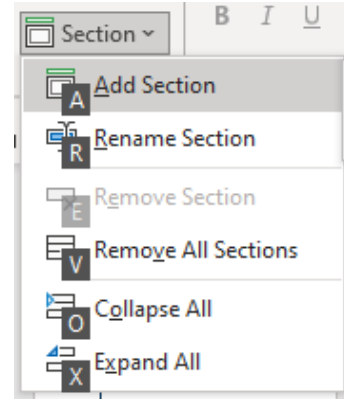 Section
B I U
A Add Section
R Rename Section
E Remove Section
V Remove All Sections
O Collapse All
X Expand All